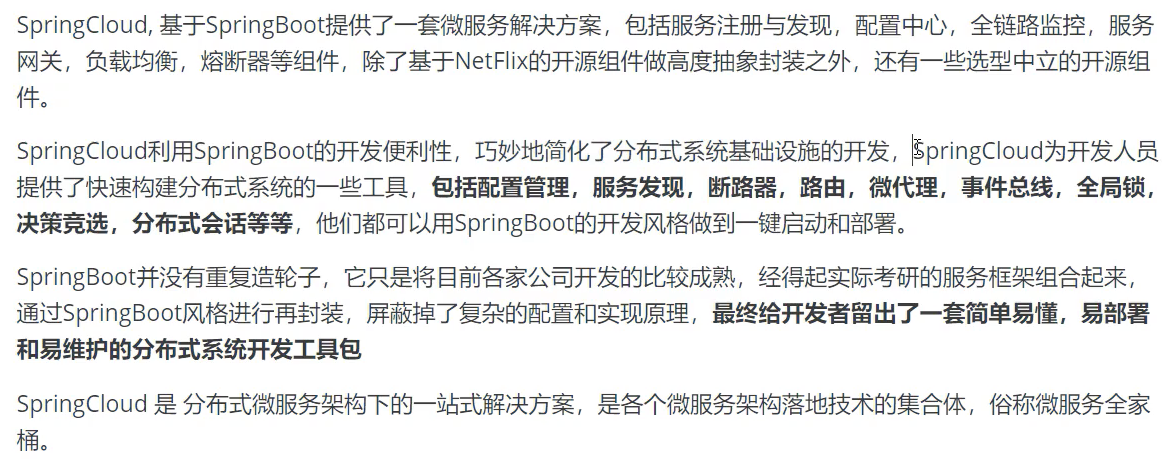 SpringCloud, 基于SpringBoot提供了一套微服务解决方案，包括服务注册与发现，配置中心，全链路监控，服务
网关，负载均衡，熔断器等组件，除了基于NetFlix的开源组件做高度抽象封装之外，还有一些选型中立的开源组
件。
SpringCloud利用SpringBoot的开发便利性，巧妙地简化了分布式系统基础设施的开发，SpringCloud为开发人员
提供了快速构建分布式系统的一些工具，包括配置管理，服务发现，断路器，路由，微代理，事件总线，全局锁，
决策竞选，分布式会话等等，他们都可以用SpringBoot的开发风格做到一键启动和部署。
SpringBoot并没有重复造轮子，它只是将目前各家公司开发的比较成熟，经得起实际考研的服务框架组合起来，
通过SpringBoot风格进行再封装，屏蔽掉了复杂的配置和实现原理，最终给开发者留出了一套简单易懂，易部署
和易维护的分布式系统开发工具包
SpringCloud 是 分布式微服务架构下的一站式解决方案，是各个微服务架构落地技术的集合体，俗称微服务全家
桶。